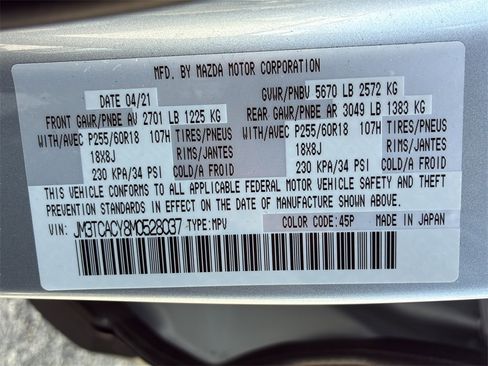 MFD. BY MAZDA MOTOR CORPORATION
DATE 04/21 GVWR/PNBV 5670 LB 2572 KG
FRONT GAWR/PNBE AV 2701 LB 1225 KG REAR GAWR/PNBE AR 3049 LB 1383 KG
WITH/AVEC P255/60R18 107H TIRES/PNEUS WITH/AVEC P255/60R18 107H TIRES/PNEUS
18X8J RIMS/JANTES 18X8J RIMS/JANTES
230 KPA/34 PSI COLD/A FROID 230 KPA/34 PSI COLD/A FROID
THIS VEHICLE CONFORMS TO ALL APPLICABLE FEDERAL MOTOR VEHICLE SAFETY AND THEFT
PREVENTION STANDARDS IN EFFECT ON THE DATE OF MANUFACTURE SHOWN ABOVE.
VIN: JM3TCACY8M0528037 TYPE:MPV COLOR CODE:45P MADE IN JAPAN